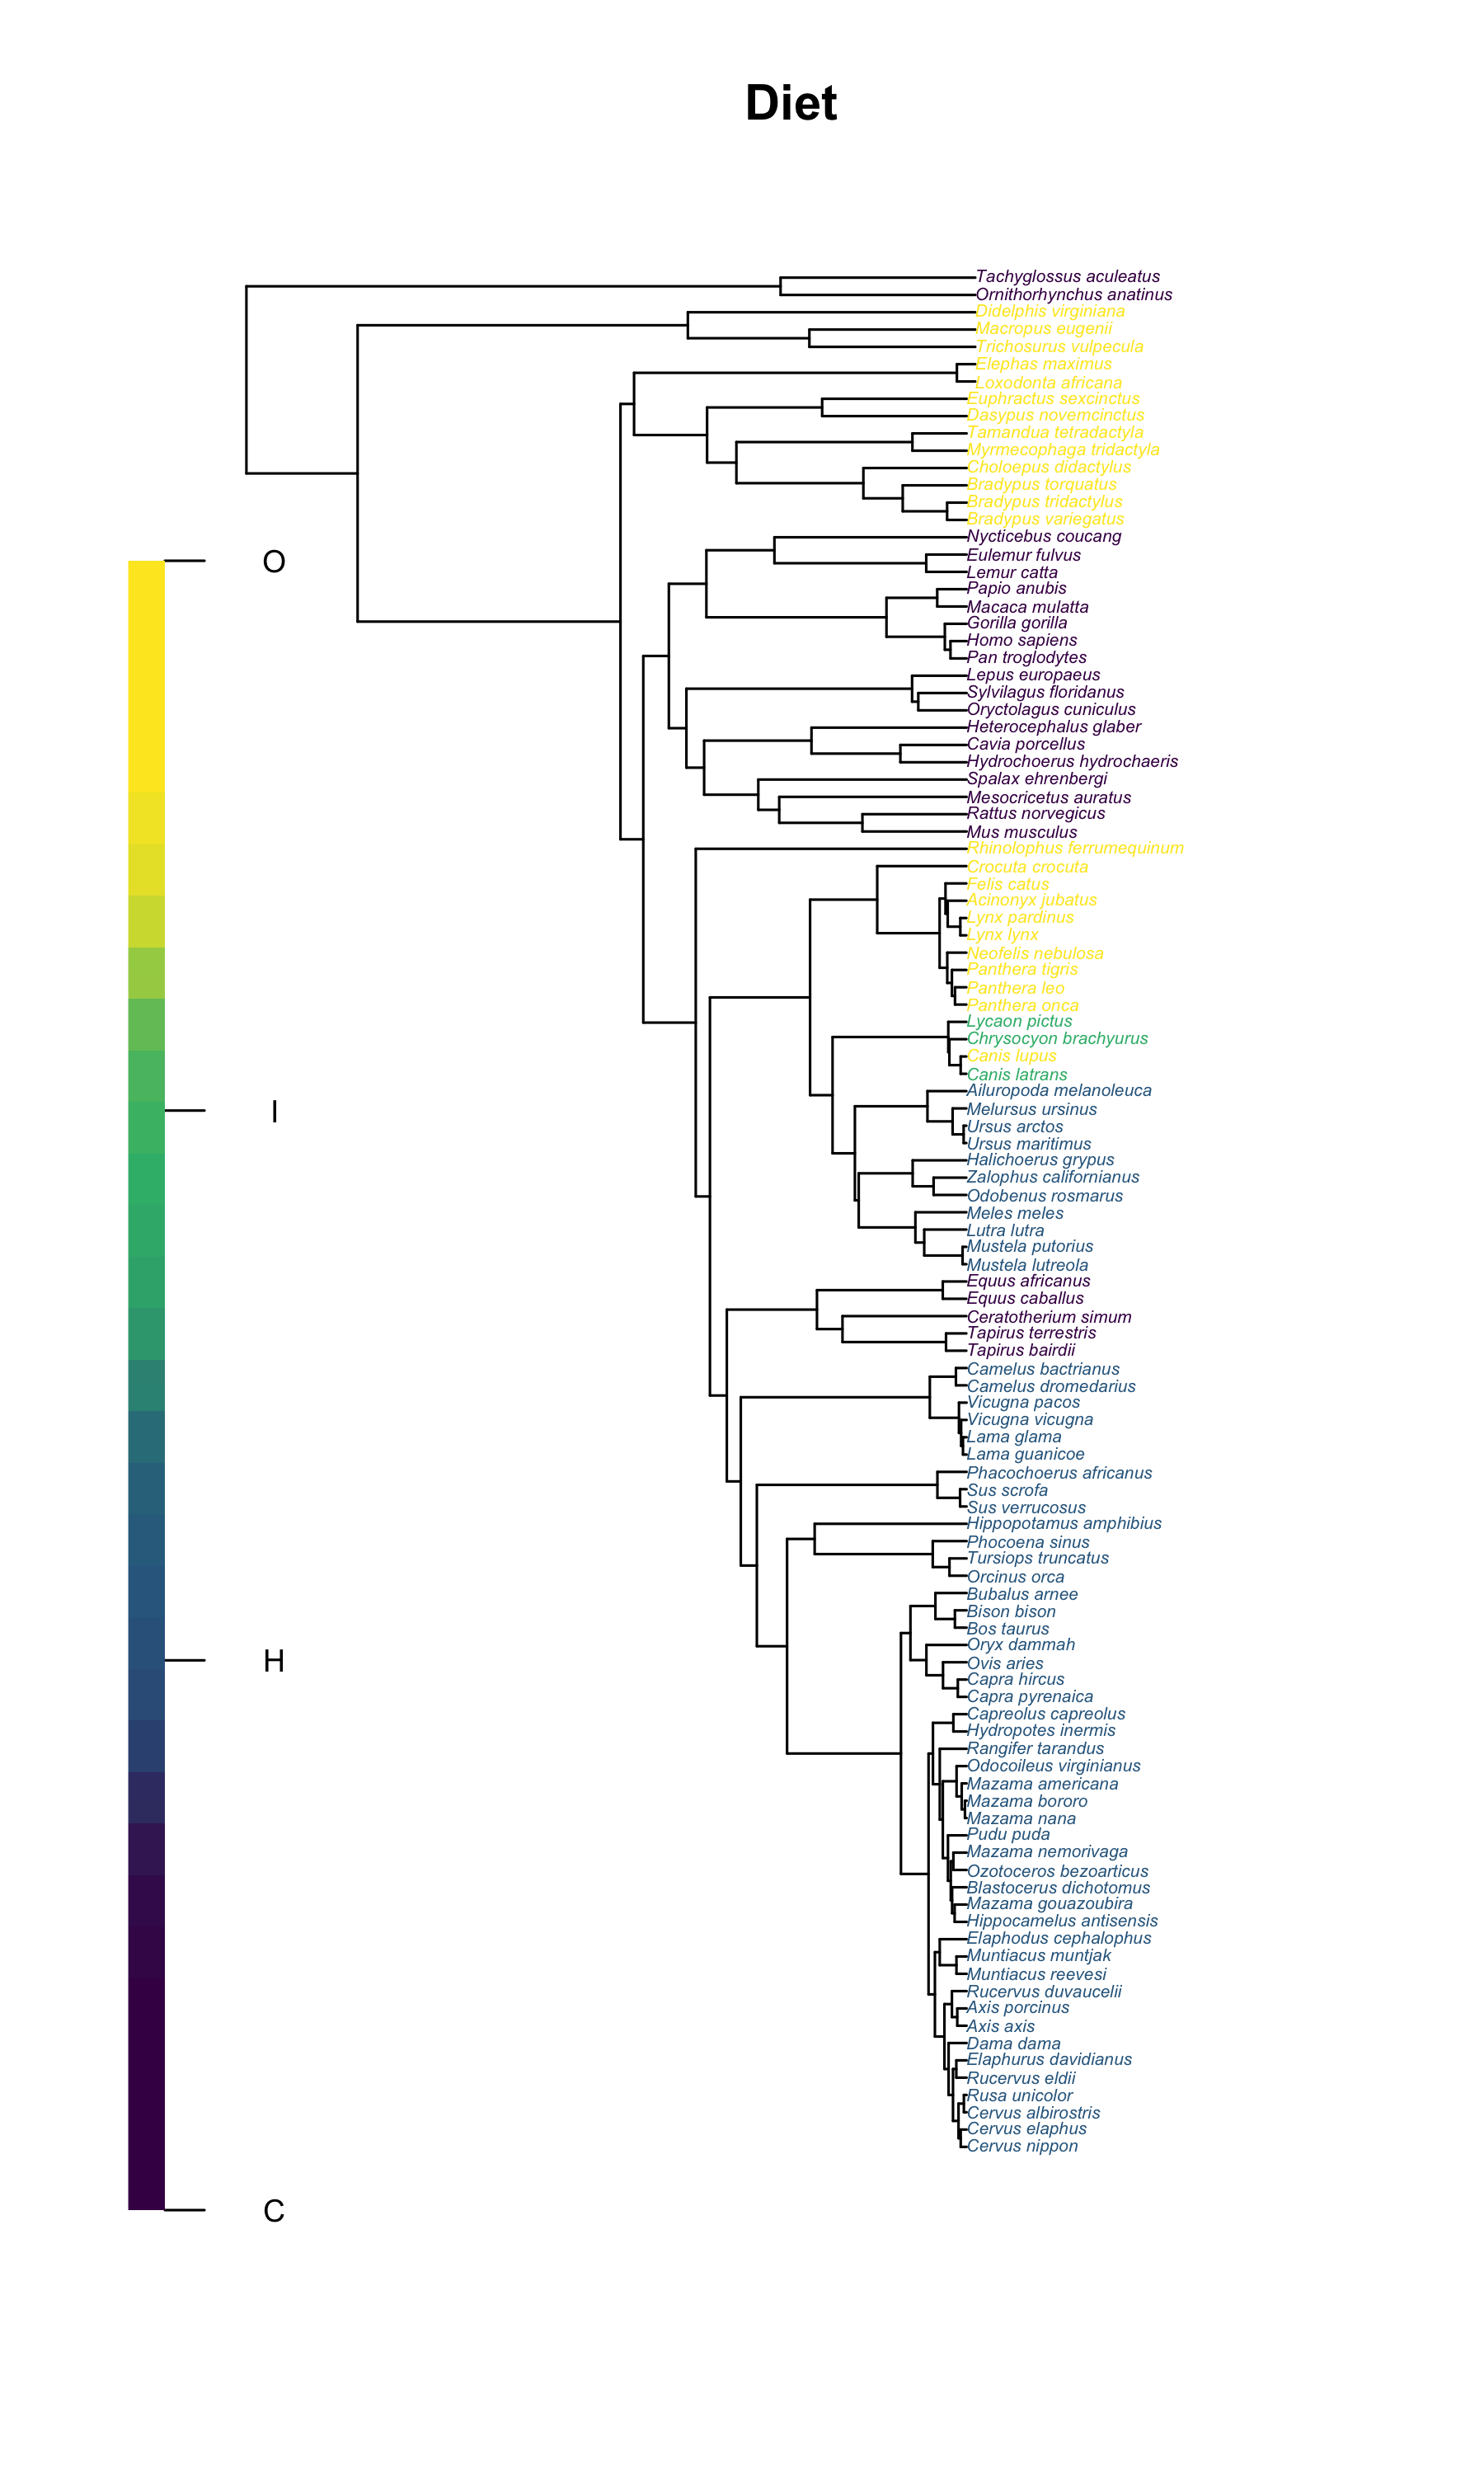 Diet
Tachyglossus aculeatus
Ornithorhynchus anatinus
Didelphis virginiana
Macropus eugenii
Trichosurus vulpecula
Elephas maximus
Loxodonta africana
Euphractus sexcinctus
Dasypus novemcinctus
Tamandua tetradactyla
Myrmecophaga tridactyla
Choloepus didactylus
Bradypus torquatus
Bradypus tridactylus
Bradypus variegatus
Nycticebus coucang
Eulemur fulvus
Lemur catta
Papio anubis
Macaca mulatta
Gorilla gorilla
Homo sapiens
Pan troglodytes
Lepus europaeus
Sylvilagus floridanus
Oryctolagus cuniculus
Heterocephalus glaber
Cavia porcellus
Hydrochoerus hydrochaeris
Spalax ehrenbergi
Mesocricetus auratus
Rattus norvegicus
Mus musculus
Rhinolophus ferrumequinum
Crocuta crocuta
Felis catus
Acinonyx jubatus
Lynx pardinus
Lynx lynx
Neofelis nebulosa
Panthera tigris
Panthera leo
Panthera onca
Lycaon pictus
Chrysocyon brachyurus
Canis lupus
Canis latrans
Ailuropoda melanoleuca
Melursus ursinus
Ursus arctos
Ursus maritimus
Halichoerus grypus
Zalophus californianus
Odobenus rosmarus
Meles meles
Lutra lutra
Mustela putorius
Mustela lutreola
Equus africanus
Equus caballus
Ceratotherium simum
Tapirus terrestris
Tapirus bairdii
Camelus bactrianus
Camelus dromedarius
Vicugna pacos
Vicugna vicugna
Lama glama
Lama guanicoe
Phacochoerus africanus
Sus scrofa
Sus verrucosus
Hippopotamus amphibius
Phocoena sinus
Tursiops truncatus
Orcinus orca
Bubalus arnee
Bison bison
Bos taurus
Oryx dammah
Ovis aries
Capra hircus
Capra pyrenaica
Capreolus capreolus
Hydropotes inermis
Rangifer tarandus
Odocoileus virginianus
Mazama americana
Mazama bororo
Mazama nana
Pudu puda
Mazama nemorivaga
Ozotoceros bezoarticus
Blastocerus dichotomus
Mazama gouazoubira
Hippocamelus antisensis
Elaphodus cephalophus
Muntiacus muntjak
Muntiacus reevesi
Rucervus duvaucelii
Axis porcinus
Axis axis
Dama dama
Elaphurus davidianus
Rucervus eldii
Rusa unicolor
Cervus albirostris
Cervus elaphus
Cervus nippon
O
I
H
C